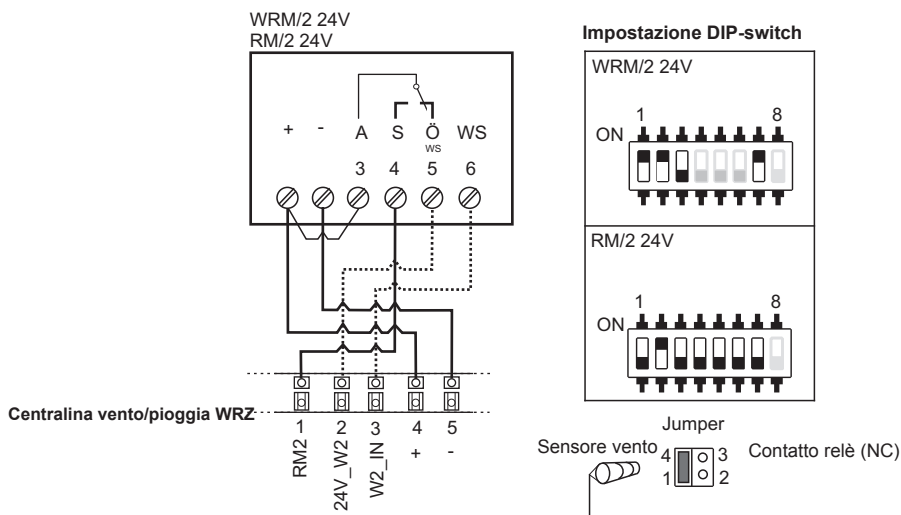 WRM/2 24V
RM/2 24V
+ - A S Ö WS
WS
3 4 5 6
Centralina vento/pioggia WRZ
1 2 3 4 5
RM2
24V_W2
W2_IN
+ -
Impostazione DIP-switch
WRM/2 24V
1 8
ON
RM/2 24V
1 8
ON
Jumper
Sensore vento
4 3
1 2
Contatto relè (NC)